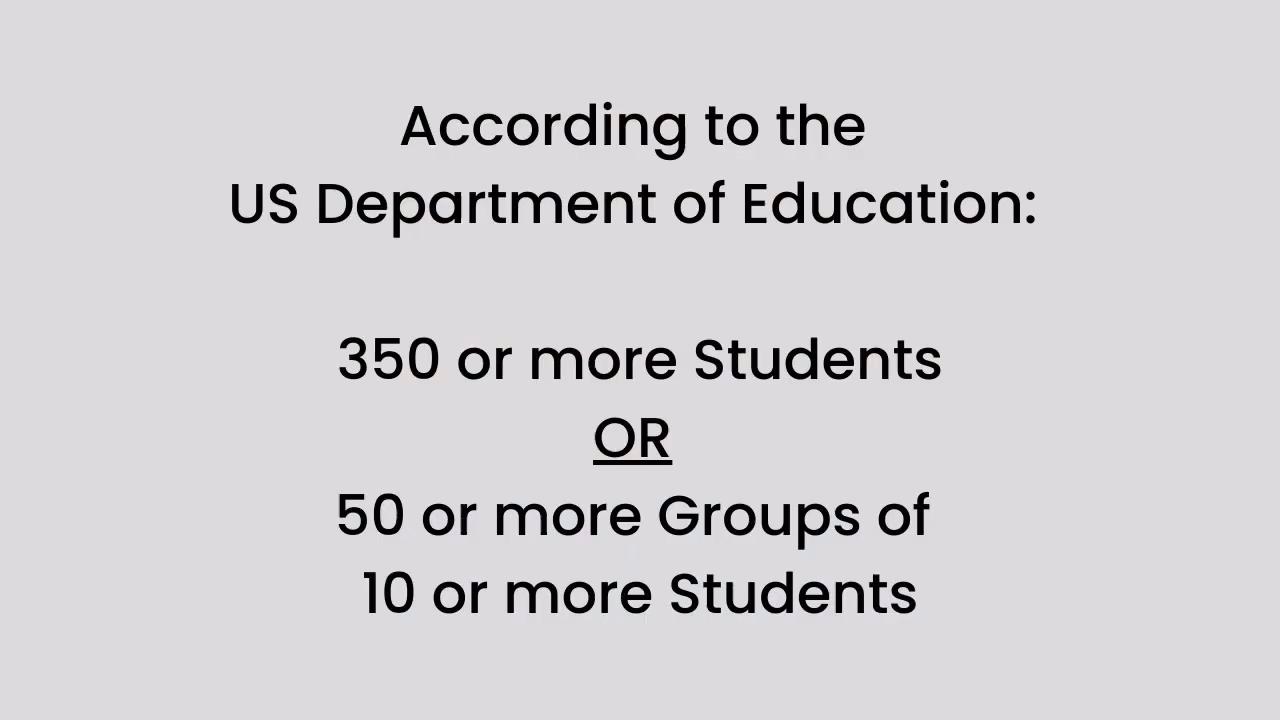 According to the
US Department of Education:
350 or more Students
OR
50 or more Groups of
10 or more Students